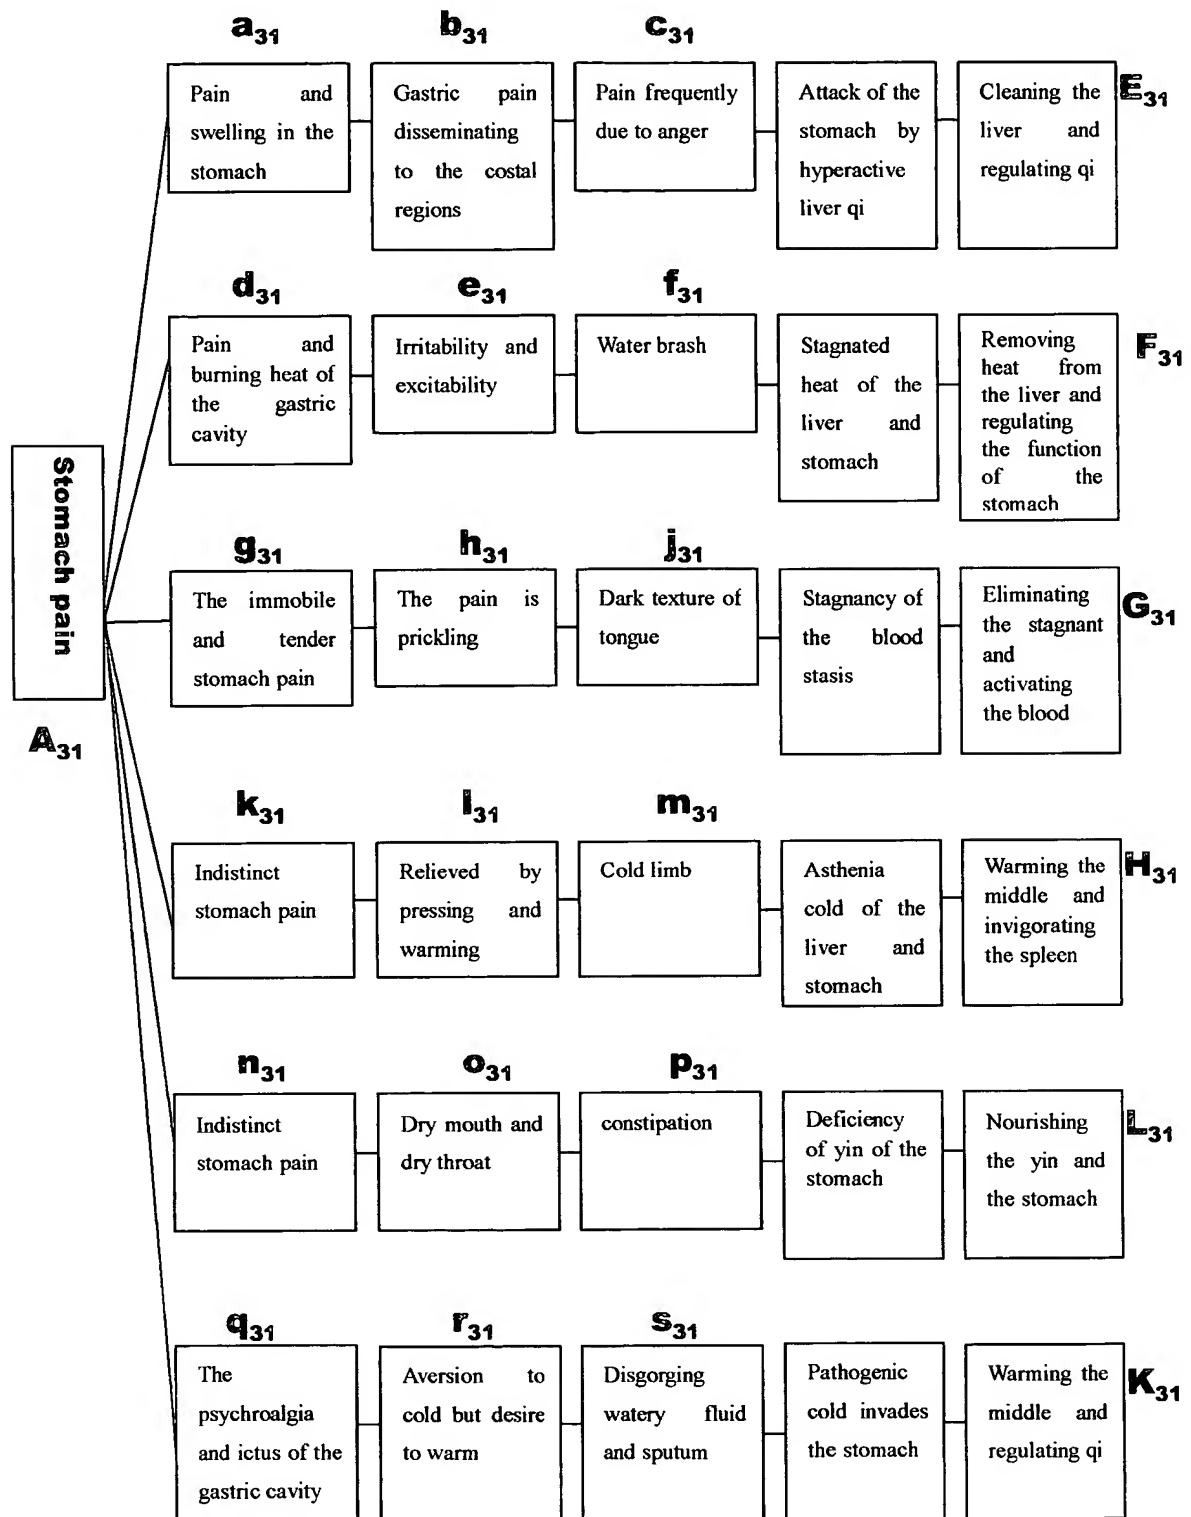 a31 b31 c31
Pain and
swelling in the
stomach
Gastric pain
disseminating
to the costal
regions
Pain frequently
due to anger
Attack of the
stomach by
hyperactive
liver qi
Cleaning the
liver and
regulating qi
E31
d31 e31 f31
Pain and
burning heat of
the gastric
cavity
Irritability and
excitability
Water brash
Stagnated
heat of the
liver and
stomach
Removing
heat from
the liver and
regulating
the function
of the
stomach
F31
Stomach pain
A31
g31 h31 j31
The immobile
and tender
stomach pain
The pain is
prickling
Dark texture of
tongue
Stagnancy of
the blood
stasis
Eliminating
the stagnant
and
activating
the blood
G31
k31 l31 m31
Indistinct
stomach pain
Relieved by
pressing and
warming
Cold limb
Asthenia
cold of the
liver and
stomach
Warming the
middle and
invigorating
the spleen
H31
n31 o31 p31
Indistinct
stomach pain
Dry mouth and
dry throat
constipation
Deficiency
of yin of the
stomach
Nourishing
the yin and
the stomach
L31
q31 r31 s31
The
psychroalgia
and ictus of the
gastric cavity
Aversion to
cold but desire
to warm
Disgorging
watery fluid
and sputum
Pathogenic
cold invades
the stomach
Warming the
middle and
regulating qi
K31